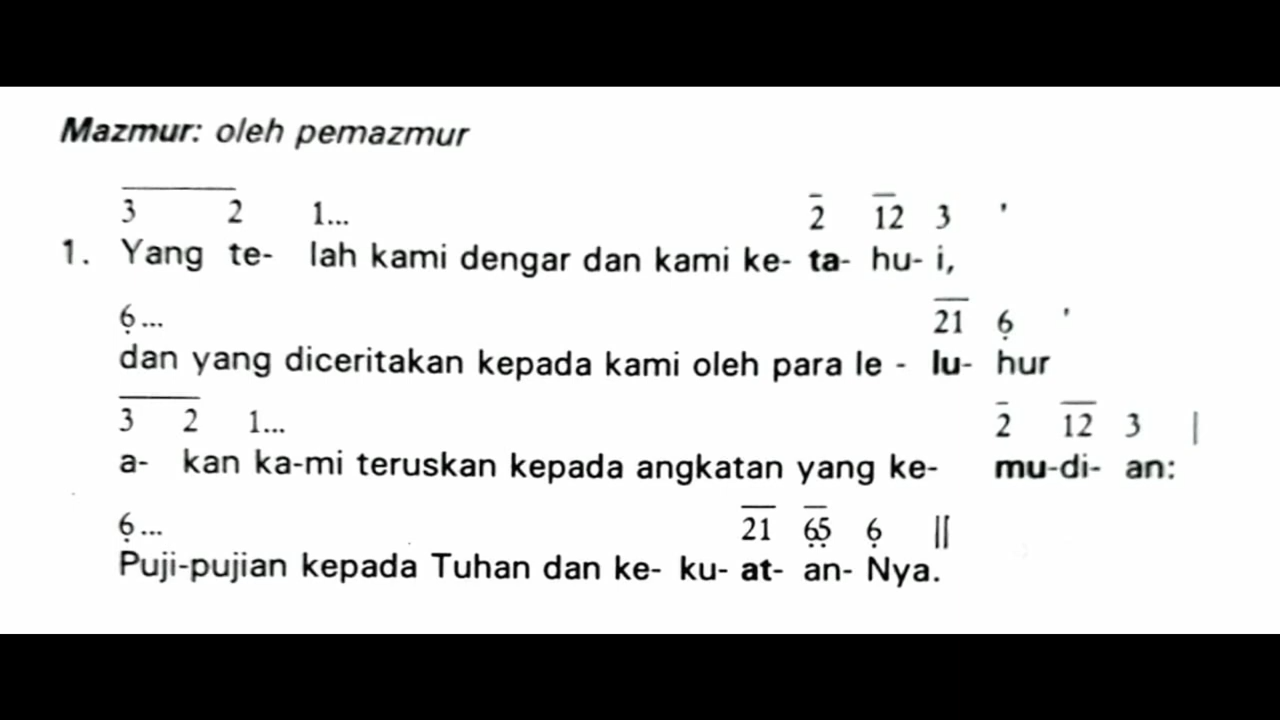 Mazmur: oleh pemazmur
3 2 1... 2 12 3 '
1. Yang te- lah kami dengar dan kami ke- ta- hu- i,
6̣... 21 6̣ '
dan yang diceritakan kepada kami oleh para le - lu- hur
3 2 1... 2 12 3 |
a- kan ka-mi teruskan kepada angkatan yang ke- mu-di- an:
6̣... 21 6̣5̣ 6̣ ||
Puji-pujian kepada Tuhan dan ke- ku- at- an- Nya.